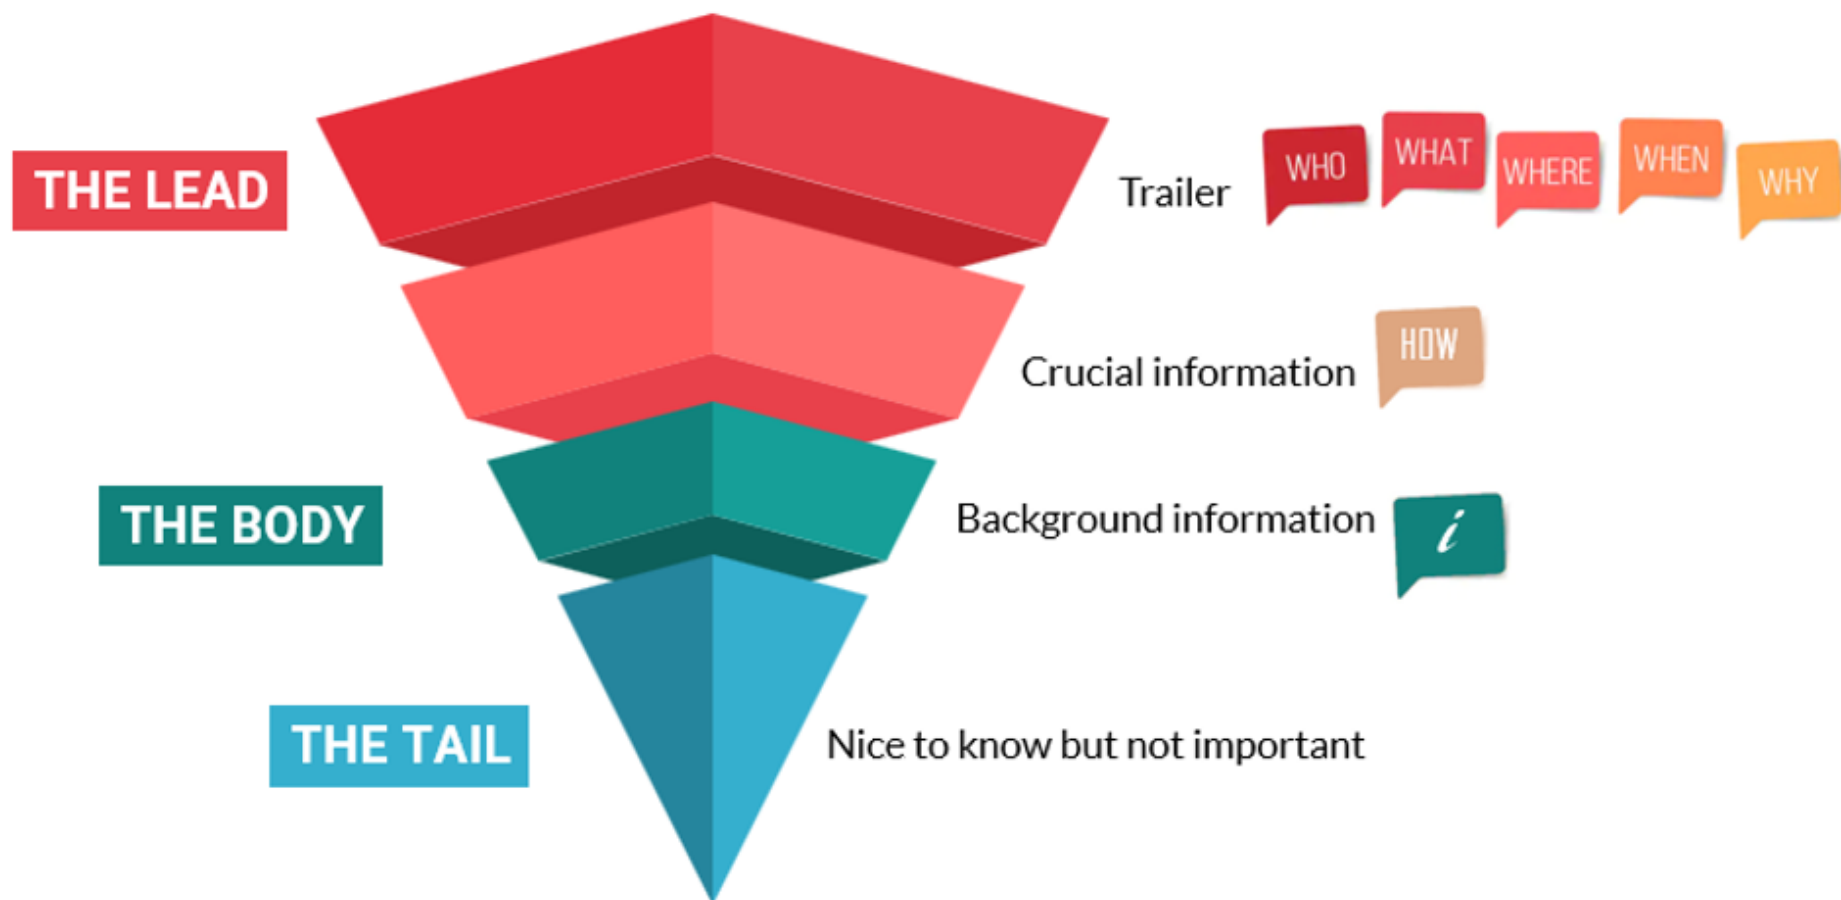 THE LEAD
Trailer
WHO
WHAT
WHERE
WHEN
WHY
Crucial information
HOW
THE BODY
Background information
i
THE TAIL
Nice to know but not important